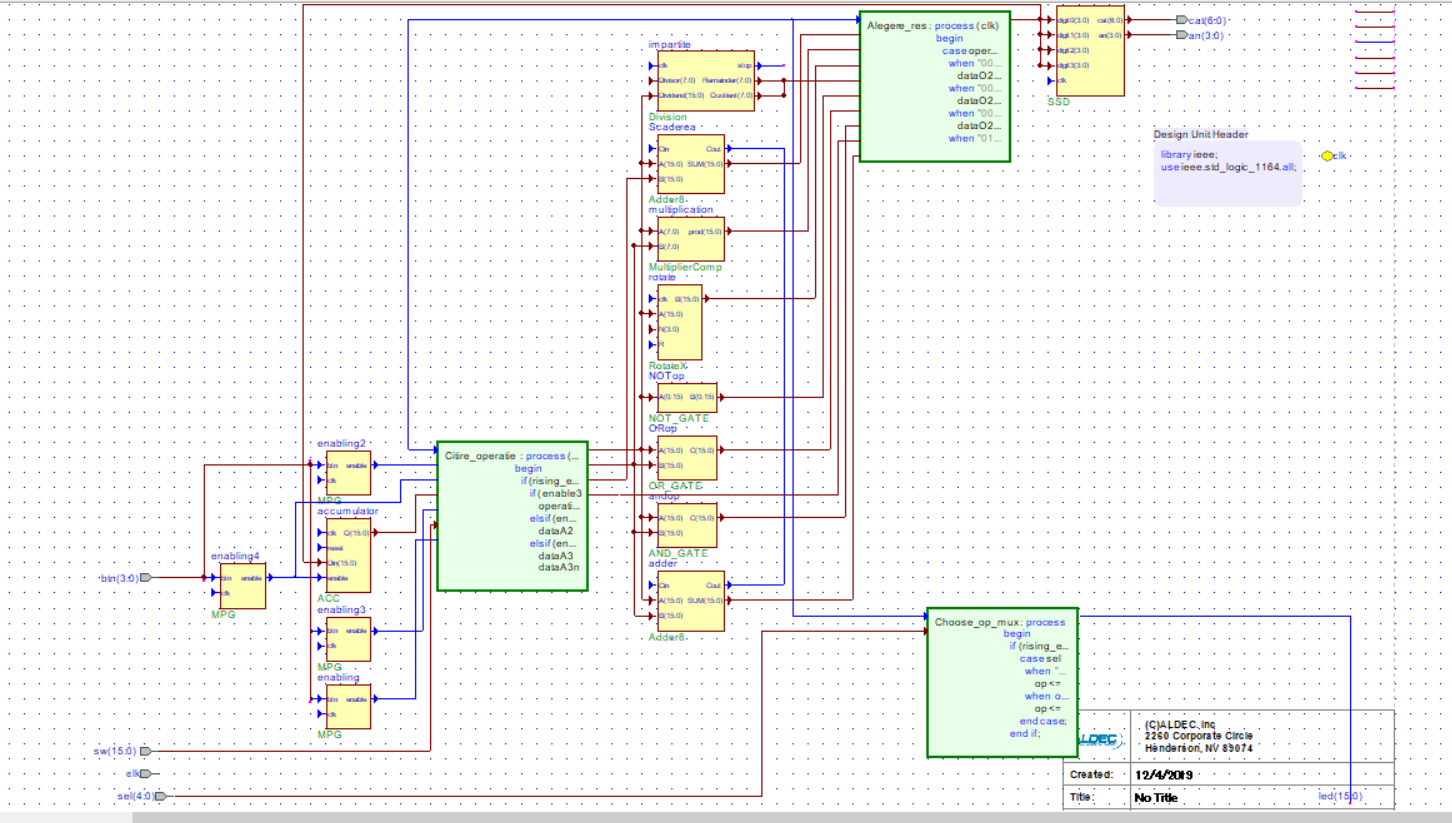 impartite
clk stop
Divisor(7:0) Remainder(7:0)
Dividend(15:0) Quotient(7:0)
Division
Scaderea
Cin Cout
A(15:0) SUM(15:0)
B(15:0)
Adder8
multiplication
A(7:0) prod(15:0)
B(7:0)
MultiplierComp
rotate
clk B(15:0)
A(15:0)
N(3:0)
R
RotateX
NOTop
A(0:15) B(0:15)
NOT_GATE
ORop
A(15:0) C(15:0)
B(15:0)
OR_GATE
andop
A(15:0) C(15:0)
B(15:0)
AND_GATE
adder
Cin Cout
A(15:0) SUM(15:0)
B(15:0)
Adder8
Alegere_res : process (clk)
begin
case oper...
when "00...
dataO2...
when "00...
dataO2...
when "00...
dataO2...
when "01...
digit0(3:0) cat(6:0)
digit1(3:0) an(3:0)
digit2(3:0)
digit3(3:0)
clk
SSD
cat(6:0)
an(3:0)
Design Unit Header
library ieee;
use ieee.std_logic_1164.all;
clk
enabling2
btn enable
clk
MPG
accumulator
clk Q(15:0)
reset
Din(15:0)
enable
ACC
enabling4
btn enable
clk
MPG
enabling3
btn enable
clk
MPG
enabling
btn enable
clk
MPG
btn(3:0)
sw(15:0)
clk
sel(4:0)
Citire_operatie : process (...
begin
if (rising_e...
if (enable3
operati...
elsif (en...
dataA2
elsif (en...
dataA3
dataA3n
Choose_op_mux : process
begin
if (rising_e...
case sel
when "...
op <=
when o...
op <=
end case;
end if;
(C)ALDEC, Inc
2260 Corporate Circle
Henderson, NV 89074
Created: 12/4/2019
Title: No Title
led(15:0)